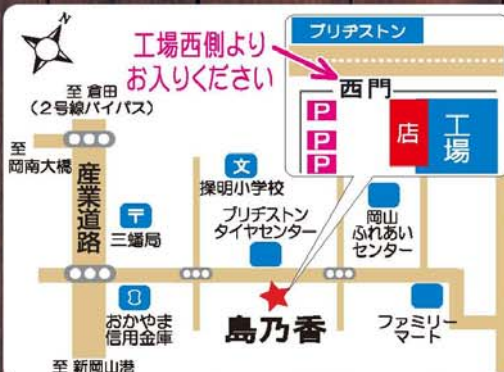 N
ブリヂストン
工場西側より
お入りください
西門
P
P
P
店
工場
至 倉田
(2号線バイパス)
至
岡南大橋
産業道路
文
操明小学校
〒
三蟠局
ブリヂストン
タイヤセンター
岡山
ふれあい
センター
おかやま
信用金庫
島乃香
ファミリー
マート
至 新岡山港